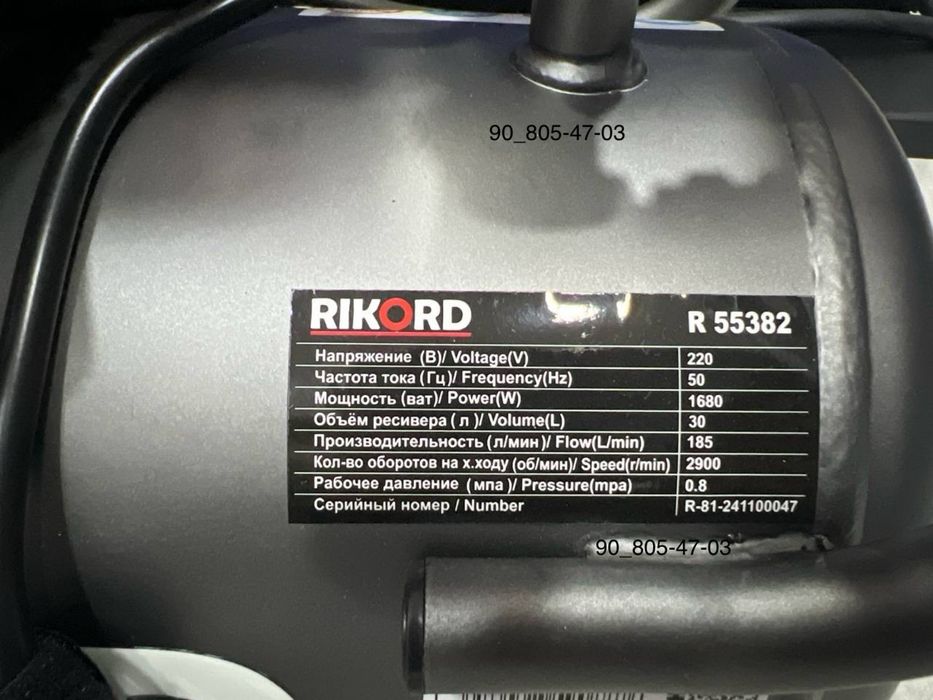 90_805-47-03
RIKORD R 55382
Напряжение (В)/ Voltage(V) 220
Частота тока (Гц)/ Frequency(Hz) 50
Мощность (ват)/ Power(W) 1680
Объём ресивера ( л )/ Volume(L) 30
Производительность (л/мин )/ Flow(L/min) 185
Кол-во оборотов на х.ходу (об/мин)/ Speed(r/min) 2900
Рабочее давление ( мпа )/ Pressure(mpa) 0.8
Серийный номер / Number R-81-241100047
90_805-47-03